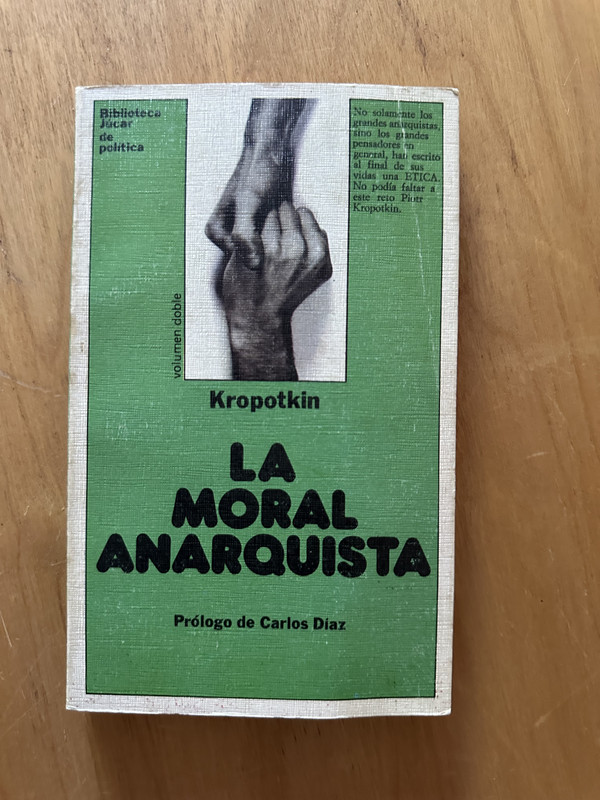 Biblioteca
Júcar
de
política
No solamente los
grandes anarquistas,
sino los grandes
pensadores en
general, han escrito
al final de sus
vidas una ETICA.
No podía faltar a
este reto Piotr
Kropotkin.
volumen doble
Kropotkin
LA
MORAL
ANARQUISTA
Prólogo de Carlos Díaz